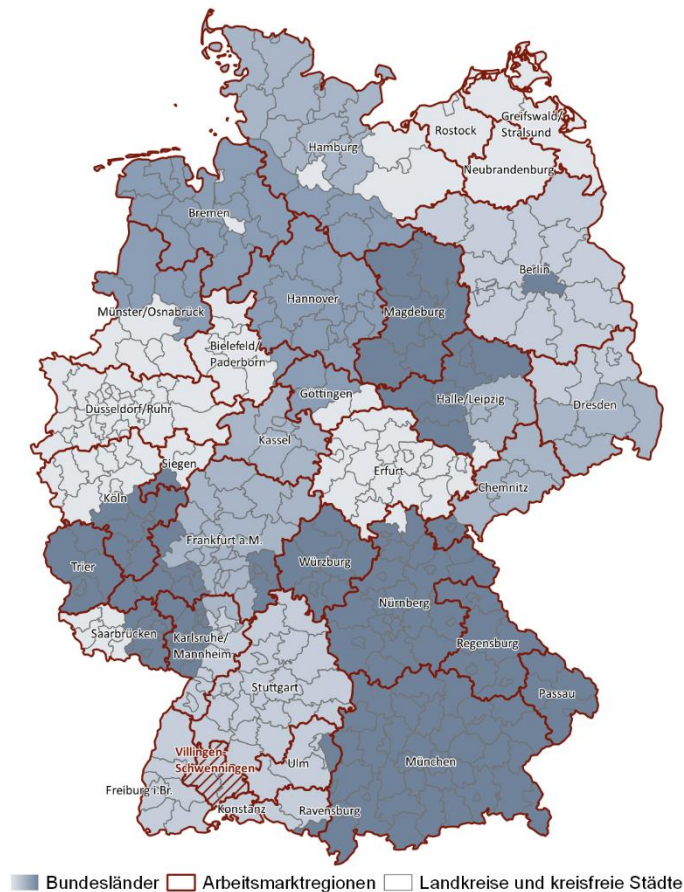 Greifswald/
Stralsund
Rostock
Hamburg
Neubrandenburg
Bremen
Berlin
Hannover
Magdeburg
Münster/Osnabrück
Bielefeld/
Paderborn
Göttingen
Halle/Leipzig
Dresden
Düsseldorf/Ruhr
Kassel
Siegen
Erfurt
Köln
Chemnitz
Frankfurt a.M.
Trier
Würzburg
Nürnberg
Saarbrücken
Karlsruhe/
Mannheim
Regensburg
Stuttgart
Passau
Villingen-
Schwenningen
Ulm
München
Freiburg i.Br.
Konstanz
Ravensburg
Bundesländer Arbeitsmarktregionen Landkreise und kreisfreie Städte